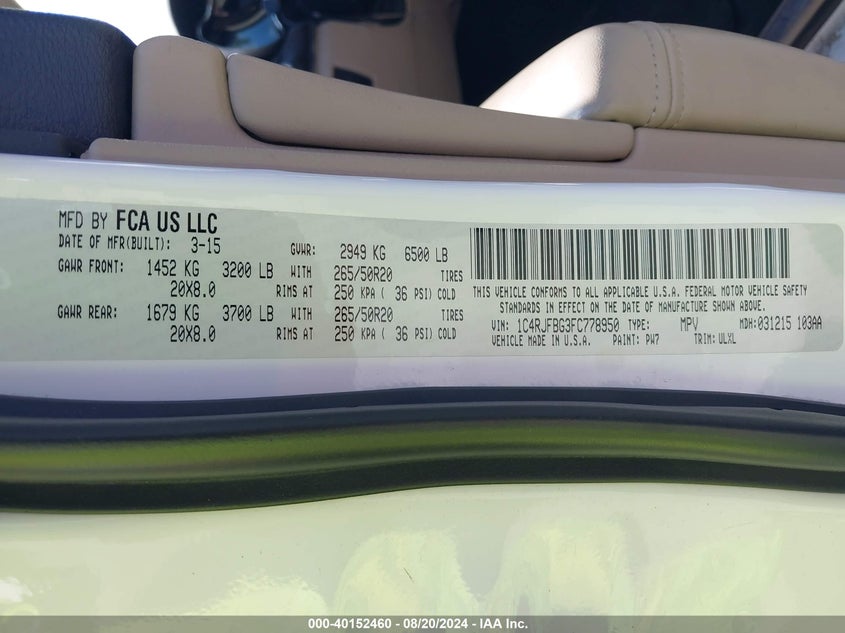 MFD BY FCA US LLC
DATE OF MFR(BUILT): 3-15 GVWR: 2949 KG 6500 LB
GAWR FRONT: 1452 KG 3200 LB WITH 265/50R20 TIRES
20X8.0 RIMS AT 250 KPA ( 36 PSI) COLD
GAWR REAR: 1679 KG 3700 LB WITH 265/50R20 TIRES
20X8.0 RIMS AT 250 KPA ( 36 PSI) COLD
THIS VEHICLE CONFORMS TO ALL APPLICABLE U.S.A. FEDERAL MOTOR VEHICLE SAFETY
STANDARDS IN EFFECT ON THE DATE OF MANUFACTURE SHOWN ABOVE.
VIN: 1C4RJFBG3FC778950 TYPE: MPV MDH:031215 103AA
VEHICLE MADE IN U.S.A. PAINT: PW7 TRIM: ULXL
000-40152460 - 08/20/2024 - IAA Inc.